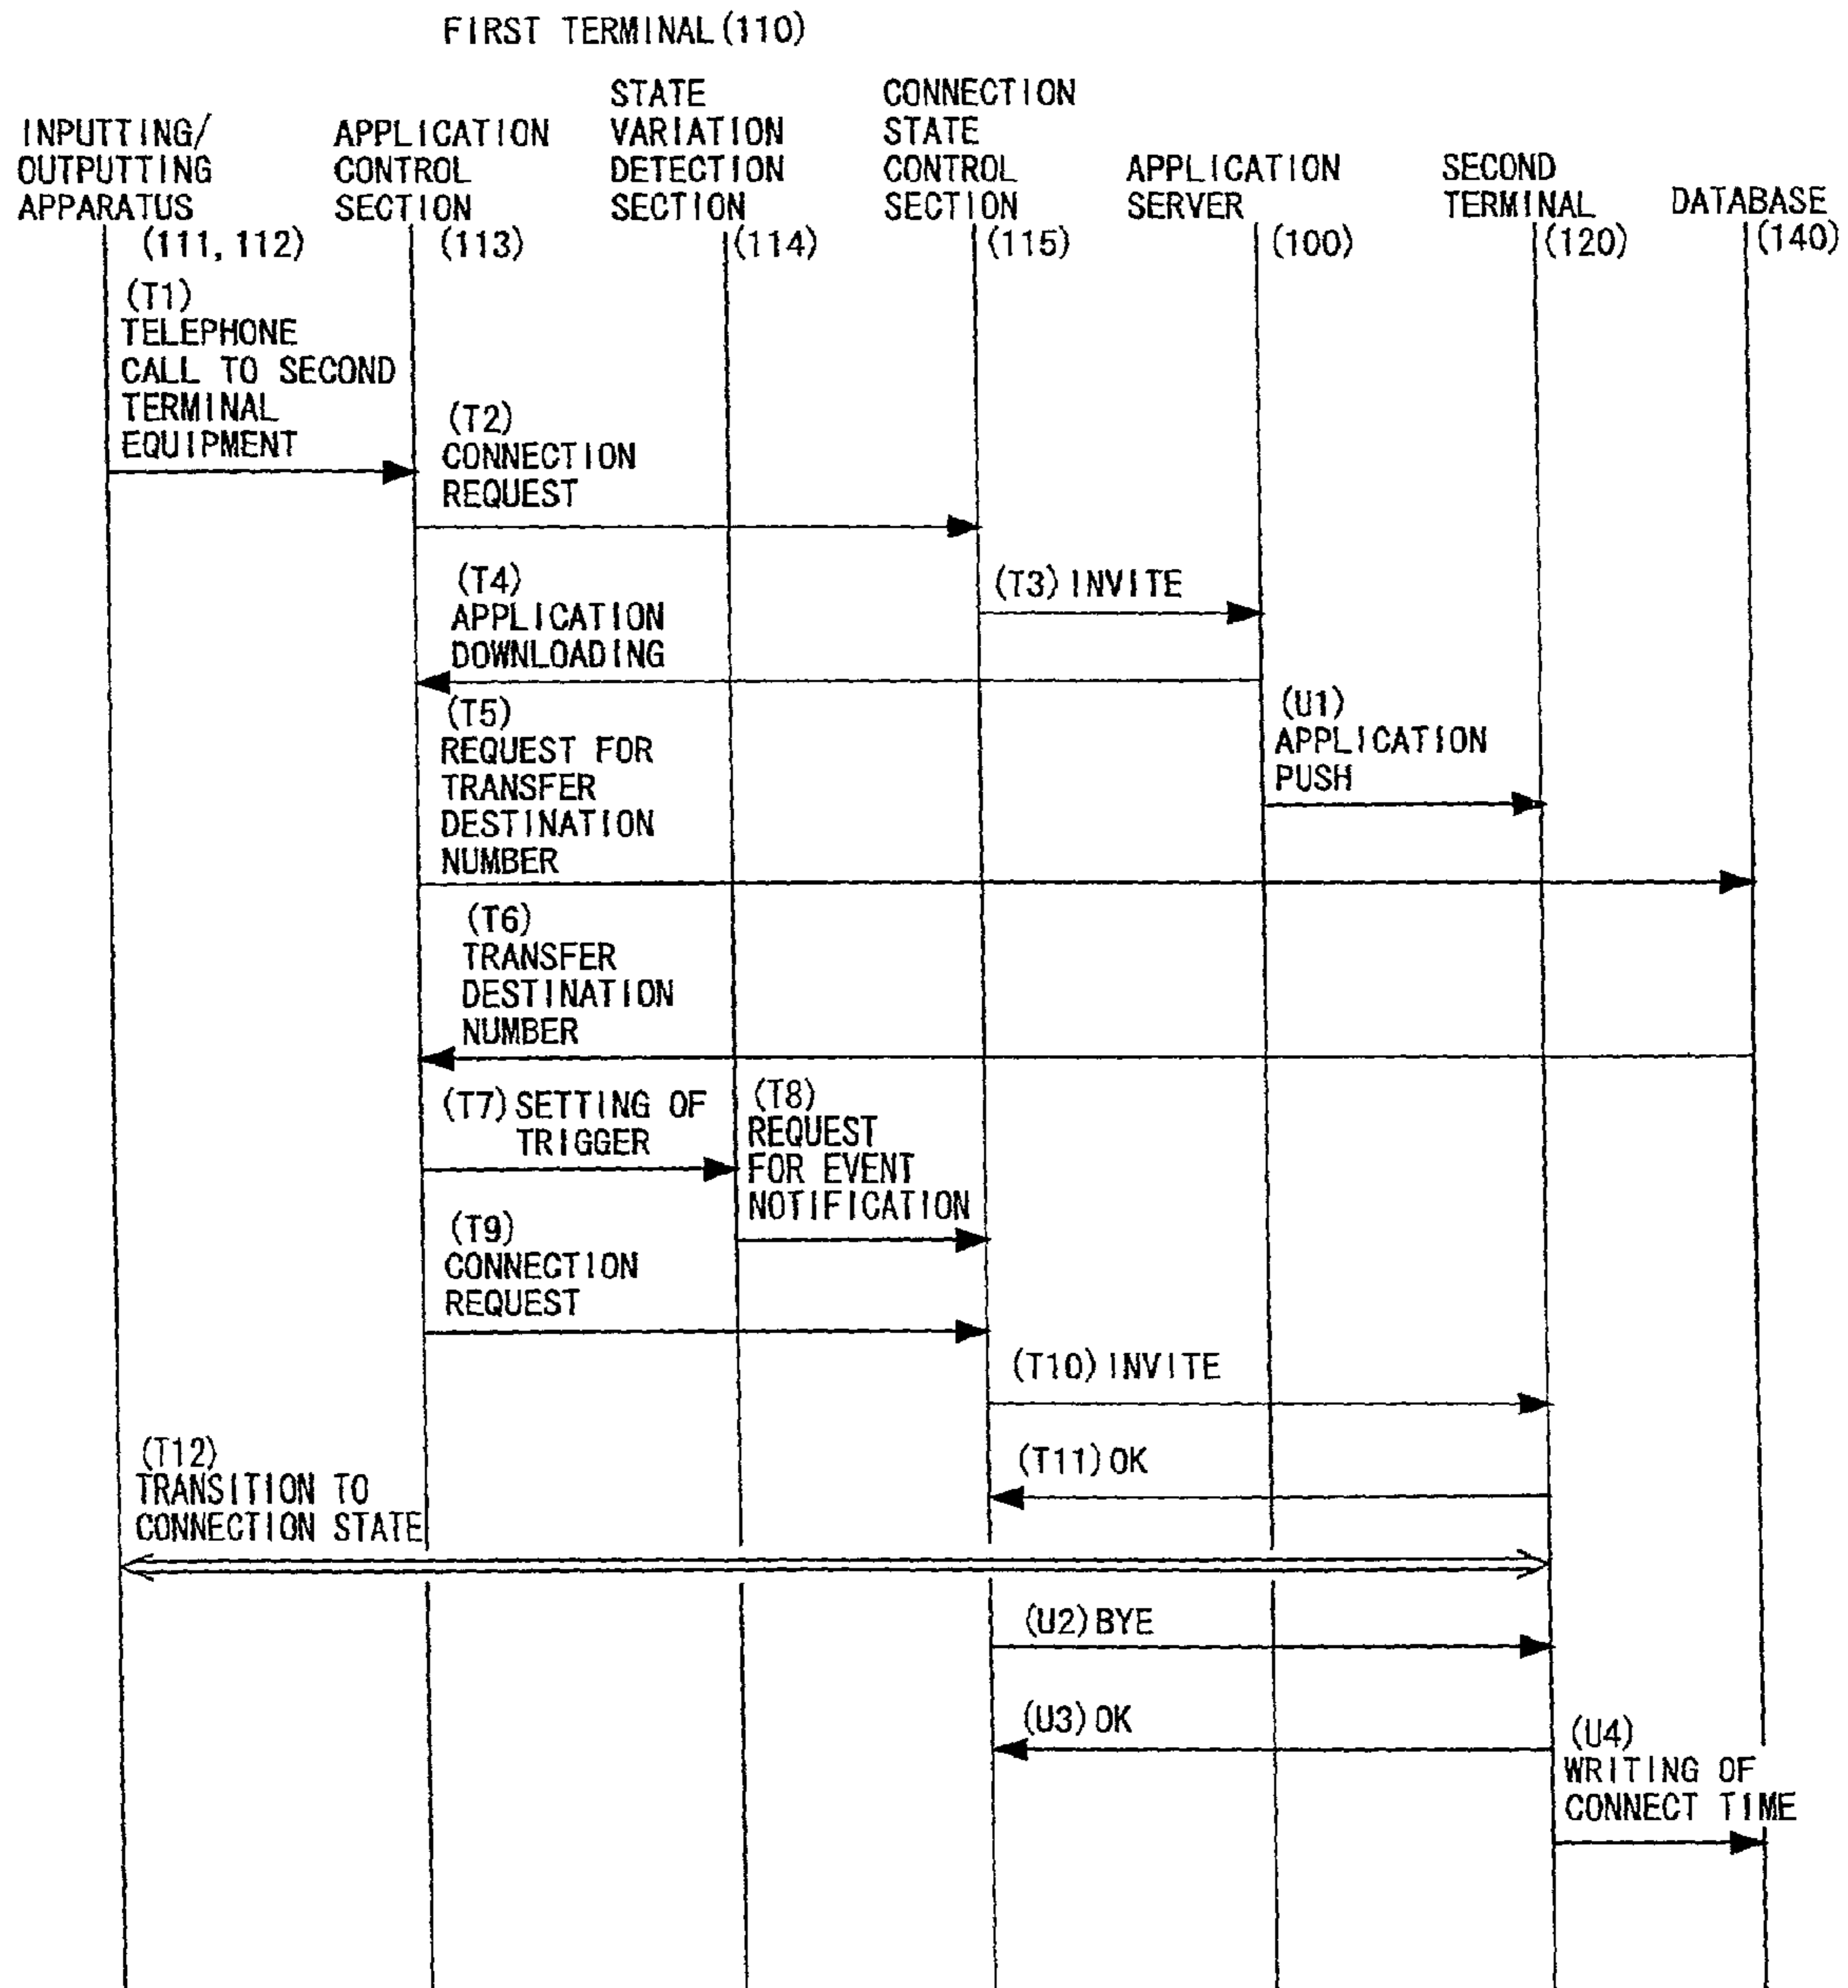 FIRST TERMINAL(110)
INPUTTING/
OUTPUTTING
APPARATUS
(111, 112)
APPLICATION
CONTROL
SECTION
(113)
STATE
VARIATION
DETECTION
SECTION
(114)
CONNECTION
STATE
CONTROL
SECTION
(115)
APPLICATION
SERVER
(100)
SECOND
TERMINAL
(120)
DATABASE
(140)
(T1)
TELEPHONE
CALL TO SECOND
TERMINAL
EQUIPMENT
(T2)
CONNECTION
REQUEST
(T3) INVITE
(T4)
APPLICATION
DOWNLOADING
(U1)
APPLICATION
PUSH
(T5)
REQUEST FOR
TRANSFER
DESTINATION
NUMBER
(T6)
TRANSFER
DESTINATION
NUMBER
(T7) SETTING OF
TRIGGER
(T8)
REQUEST
FOR EVENT
NOTIFICATION
(T9)
CONNECTION
REQUEST
(T10) INVITE
(T11) OK
(T12)
TRANSITION TO
CONNECTION STATE
(U2) BYE
(U3) OK
(U4)
WRITING OF
CONNECT TIME